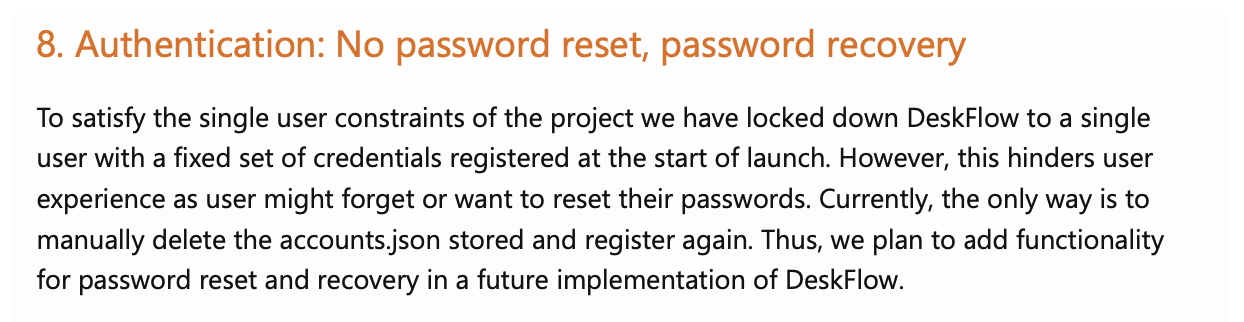 8. Authentication: No password reset, password recovery
To satisfy the single user constraints of the project we have locked down DeskFlow to a single
user with a fixed set of credentials registered at the start of launch. However, this hinders user
experience as user might forget or want to reset their passwords. Currently, the only way is to
manually delete the accounts.json stored and register again. Thus, we plan to add functionality
for password reset and recovery in a future implementation of DeskFlow.